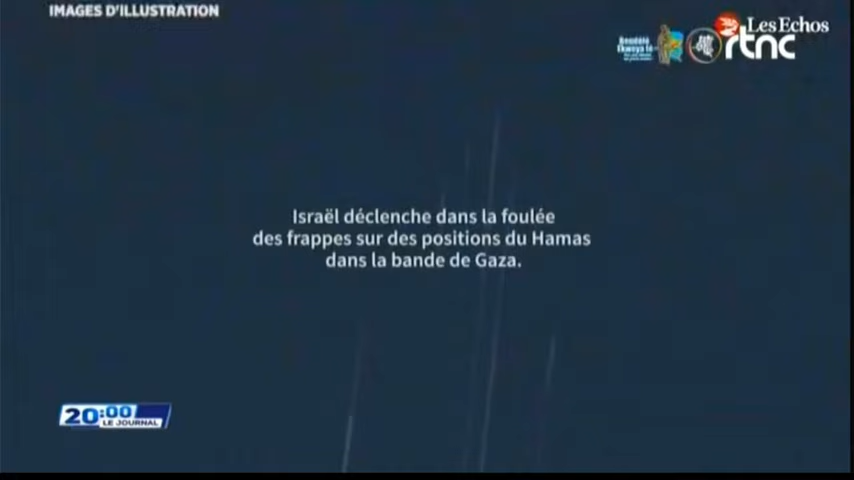 IMAGES D'ILLUSTRATION
Les Echos
rtnc
Israël déclenche dans la foulée
des frappes sur des positions du Hamas
dans la bande de Gaza.
20:00
LE JOURNAL